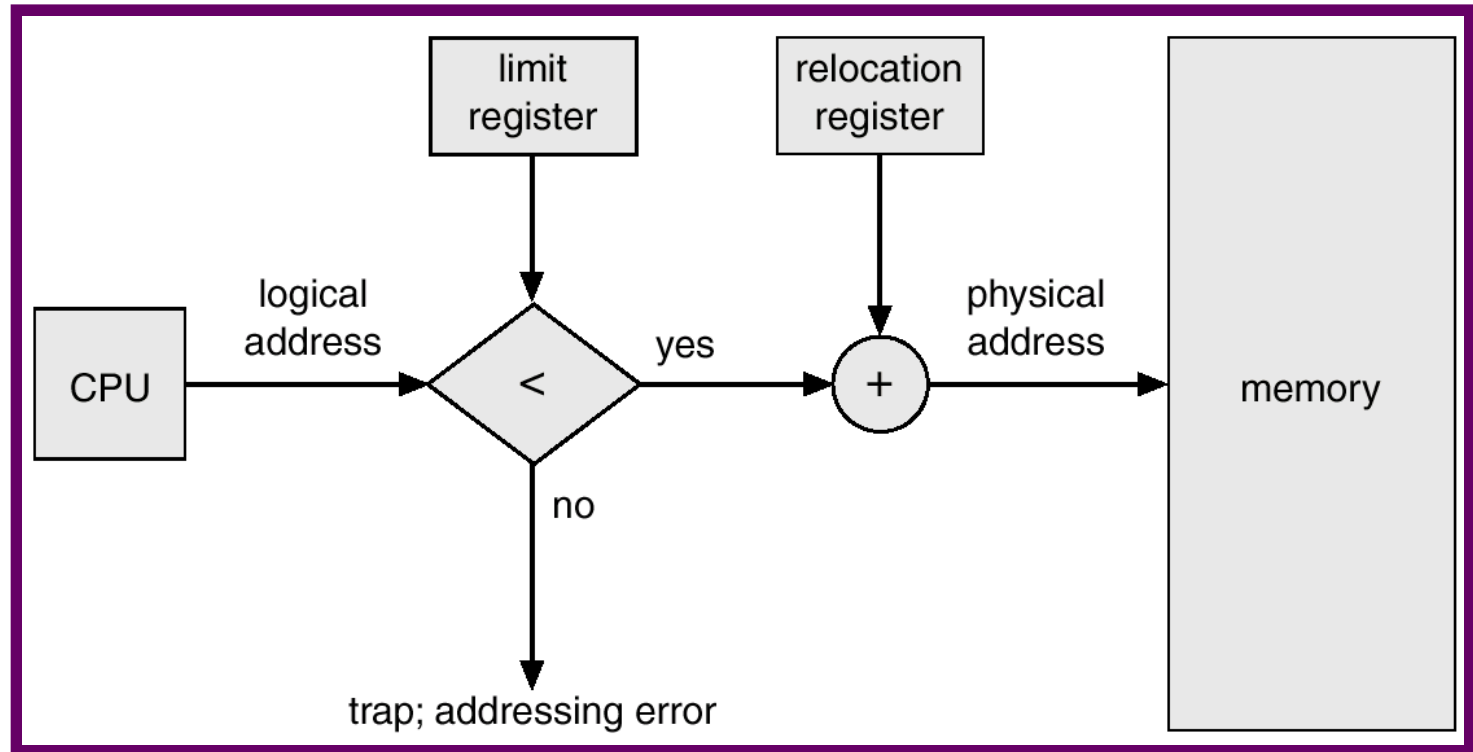 limit
register
relocation
register
logical
address
physical
address
yes
CPU
<
+
memory
no
trap; addressing error